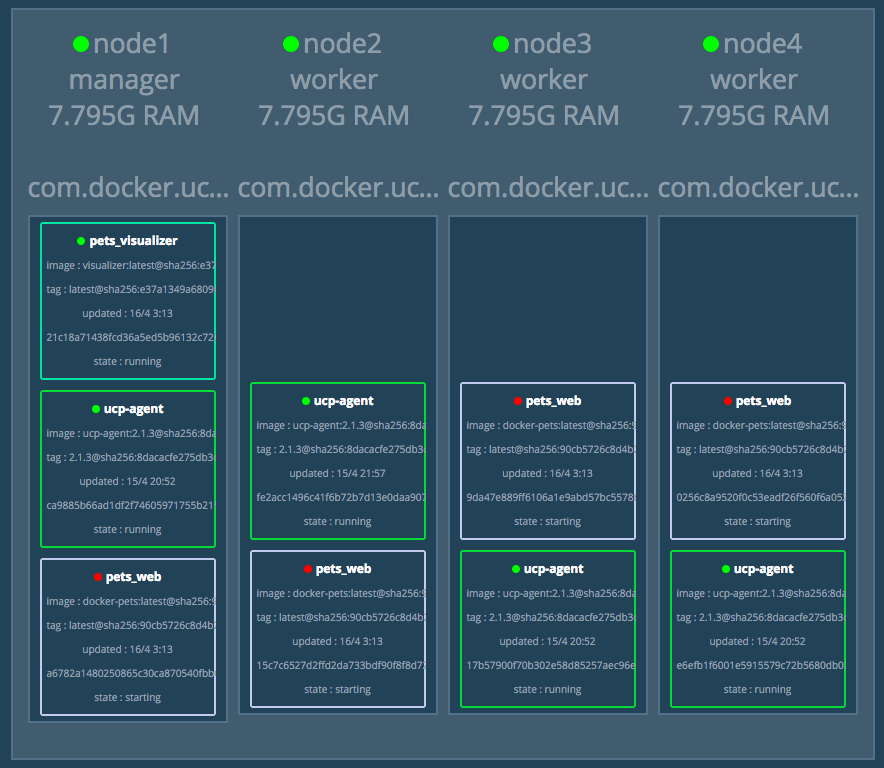 node1
manager
7.795G RAM
com.docker.uc...
pets_visualizer
image : visualizer:latest@sha256:e37
tag : latest@sha256:e37a1349a6809
updated : 16/4 3:13
21c18a71438fcd36a5ed5b96132c72
state : running
ucp-agent
image : ucp-agent:2.1.3@sha256:8da
tag : 2.1.3@sha256:8dacacfe275db3
updated : 15/4 20:52
ca9885b66ad1df2f74605971755b21
state : running
pets_web
image : docker-pets:latest@sha256:9
tag : latest@sha256:90cb5726c8d4b
updated : 16/4 3:13
a6782a1480250865c30ca870540fbb
state : starting
node2
worker
7.795G RAM
com.docker.uc...
ucp-agent
image : ucp-agent:2.1.3@sha256:8da
tag : 2.1.3@sha256:8dacacfe275db3
updated : 15/4 21:57
fe2acc1496c41f6b72b7d13e0daa907
state : running
pets_web
image : docker-pets:latest@sha256:9
tag : latest@sha256:90cb5726c8d4b
updated : 16/4 3:13
15c7c6527d2ffd2da733bdf90f8f8d7
state : starting
node3
worker
7.795G RAM
com.docker.uc...
pets_web
image : docker-pets:latest@sha256:9
tag : latest@sha256:90cb5726c8d4b
updated : 16/4 3:13
9da47e889ff6106a1e9abd57bc5578
state : starting
ucp-agent
image : ucp-agent:2.1.3@sha256:8da
tag : 2.1.3@sha256:8dacacfe275db3
updated : 15/4 20:52
17b57900f70b302e58d85257aec96e
state : running
node4
worker
7.795G RAM
com.docker.uc...
pets_web
image : docker-pets:latest@sha256:9
tag : latest@sha256:90cb5726c8d4b
updated : 16/4 3:13
0256c8a9520f0c53eadf26f560f6a05
state : starting
ucp-agent
image : ucp-agent:2.1.3@sha256:8da
tag : 2.1.3@sha256:8dacacfe275db3
updated : 15/4 20:52
e6efb1f6001e5915579c72b5680db0
state : running